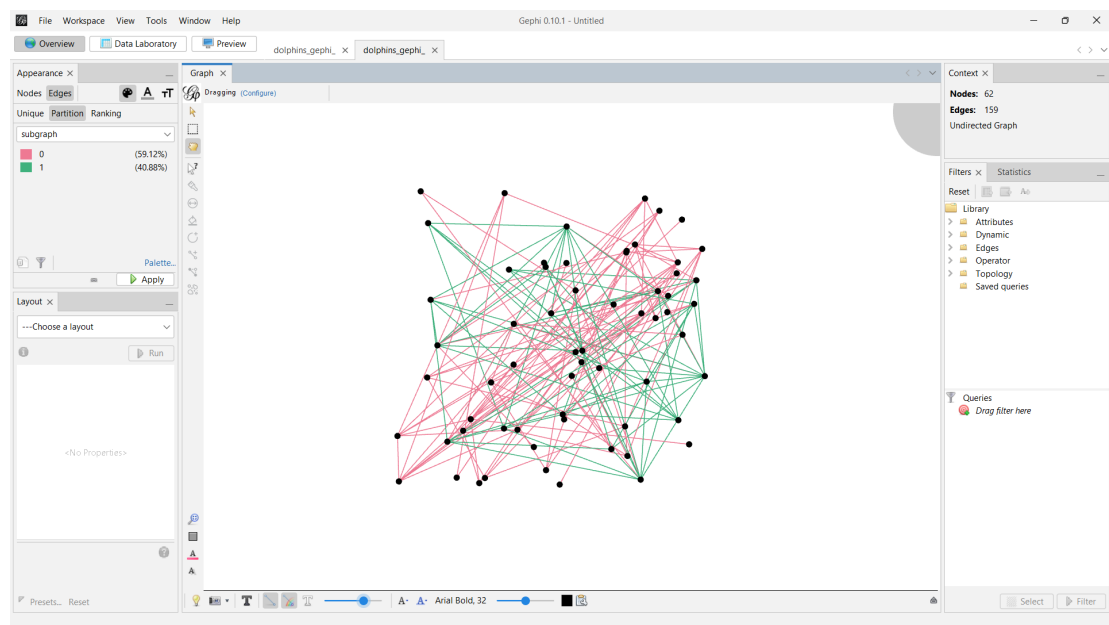 File Workspace View Tools Window Help Gephi 0.10.1 - Untitled
Overview Data Laboratory Preview dolphins_gephi_ dolphins_gephi_
Appearance Graph Context
Nodes Edges T Dragging (Configure) Nodes: 62
Unique Partition Ranking Edges: 159
subgraph Undirected Graph
0 (59.12%)
1 (40.88%)
Filters Statistics
Reset
Library
Attributes
Dynamic
Edges
Operator
Topology
Saved queries
Palette...
Apply
Layout
---Choose a layout
Run
Queries
Drag filter here
<No Properties>
Presets... Reset
T T A- A- Arial Bold, 32
Select Filter